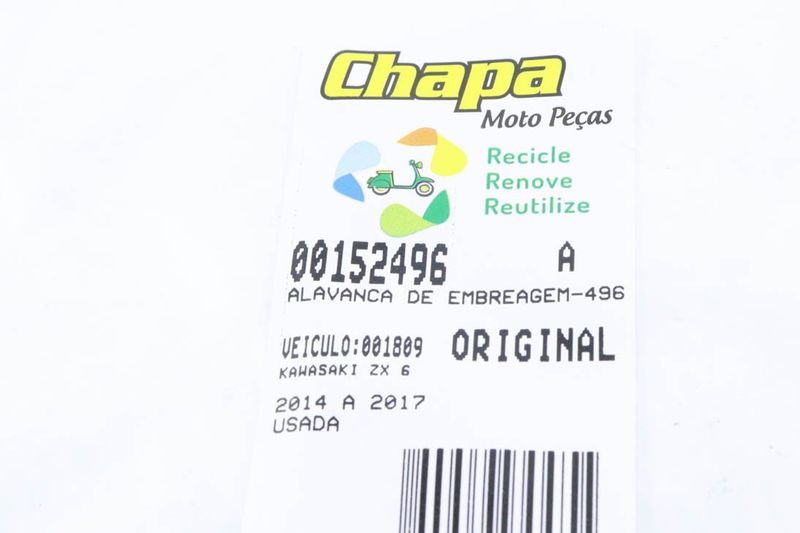 Chapa
Moto Peças
Recicle
Renove
Reutilize
00152496 A
ALAVANCA DE EMBREAGEM-496
VEICULO:001809 ORIGINAL
KAWASAKI ZX 6
2014 A 2017
USADA